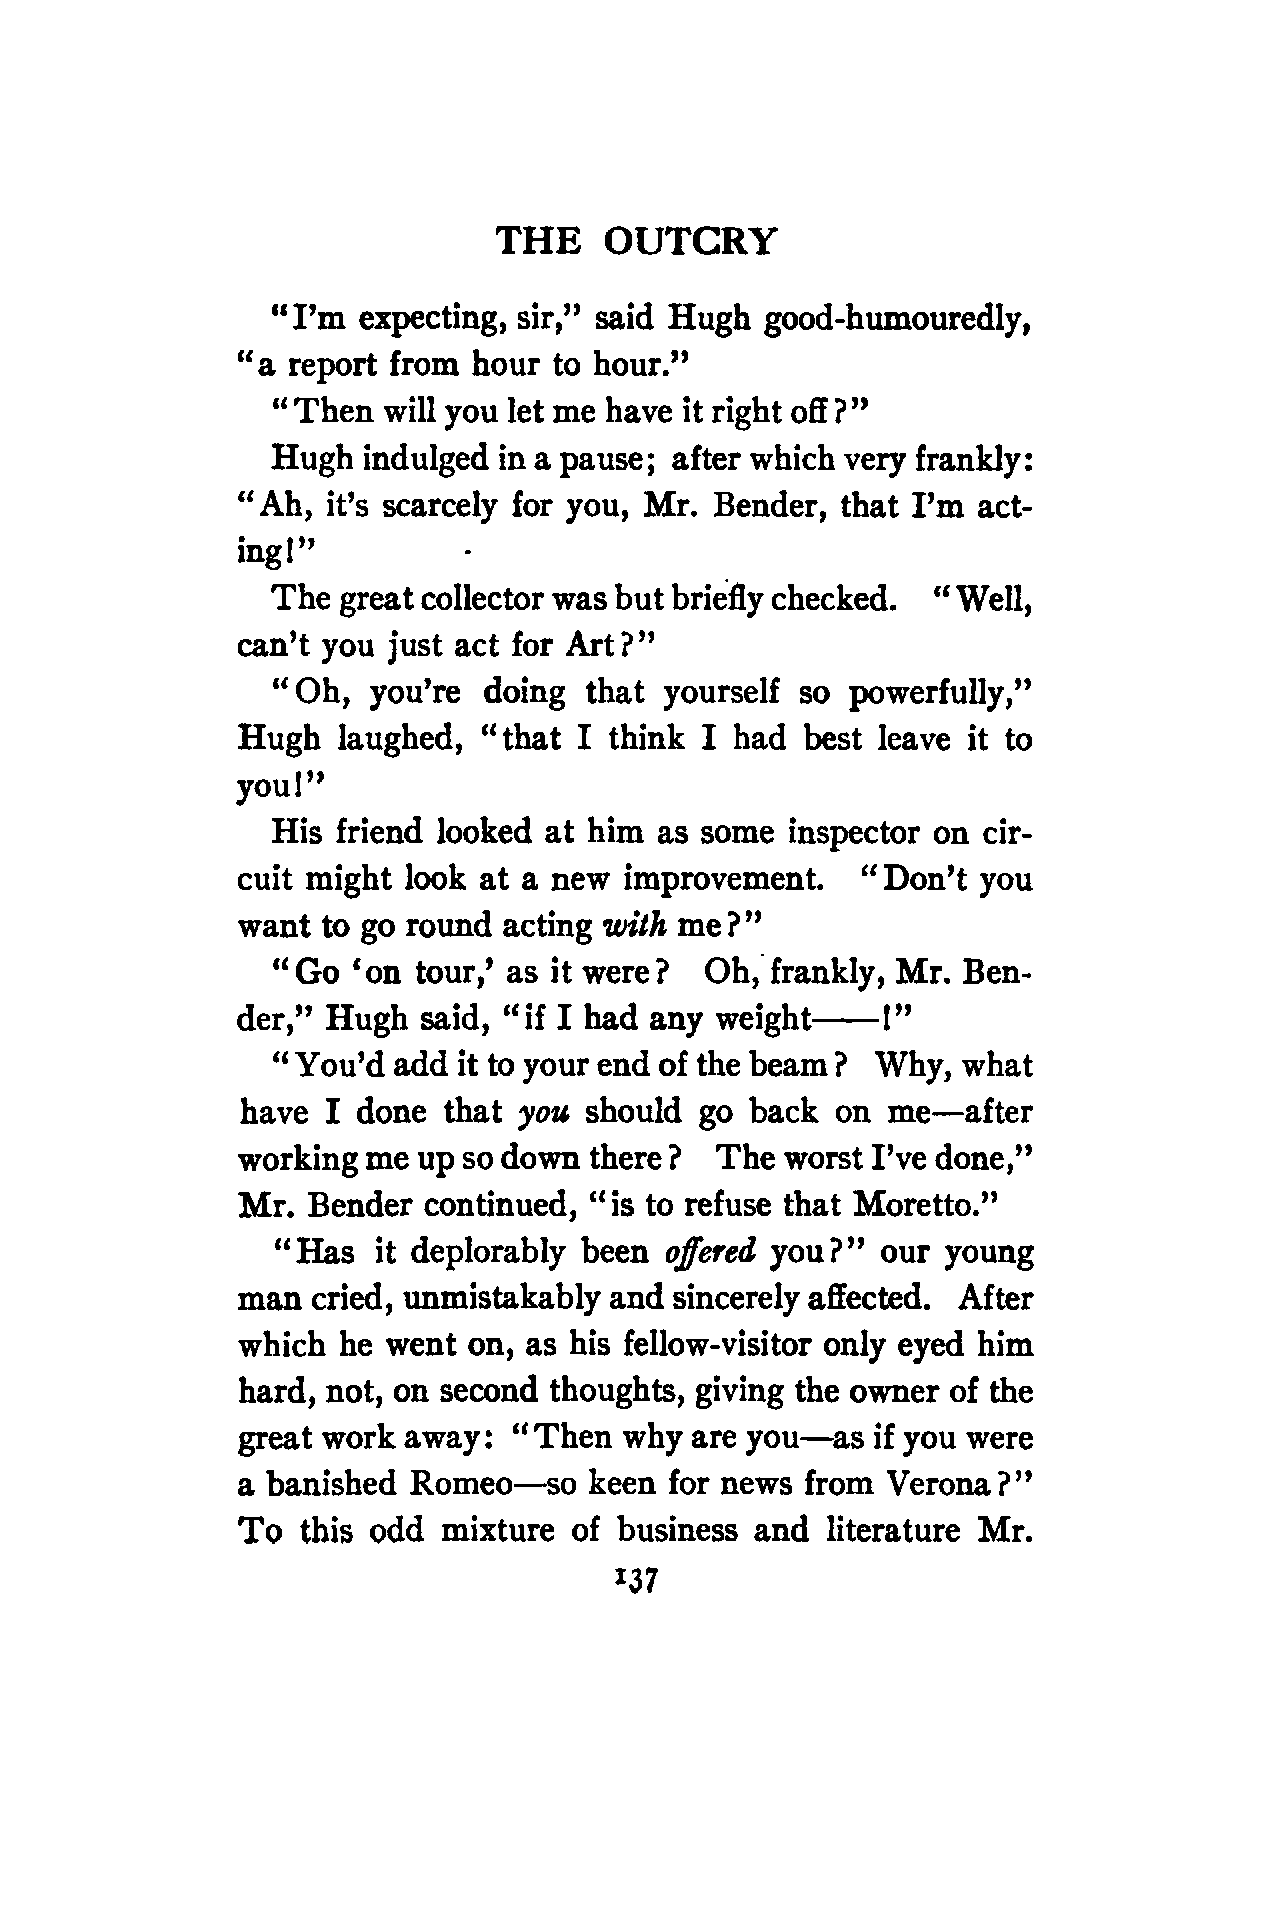 THE OUTCRY
“I’m expecting, sir,” said Hugh good-humouredly,
“a report from hour to hour.”
“Then will you let me have it right off?”
Hugh indulged in a pause; after which very frankly:
“Ah, it’s scarcely for you, Mr. Bender, that I’m act-
ing!”
The great collector was but briefly checked. “Well,
can’t you just act for Art?”
“Oh, you’re doing that yourself so powerfully,”
Hugh laughed, “that I think I had best leave it to
you!”
His friend looked at him as some inspector on cir-
cuit might look at a new improvement. “Don’t you
want to go round acting with me?”
“Go ‘on tour,’ as it were? Oh, frankly, Mr. Ben-
der,” Hugh said, “if I had any weight——!”
“You’d add it to your end of the beam? Why, what
have I done that you should go back on me—after
working me up so down there? The worst I’ve done,”
Mr. Bender continued, “is to refuse that Moretto.”
“Has it deplorably been offered you?” our young
man cried, unmistakably and sincerely affected. After
which he went on, as his fellow-visitor only eyed him
hard, not, on second thoughts, giving the owner of the
great work away: “Then why are you—as if you were
a banished Romeo—so keen for news from Verona?”
To this odd mixture of business and literature Mr.
137